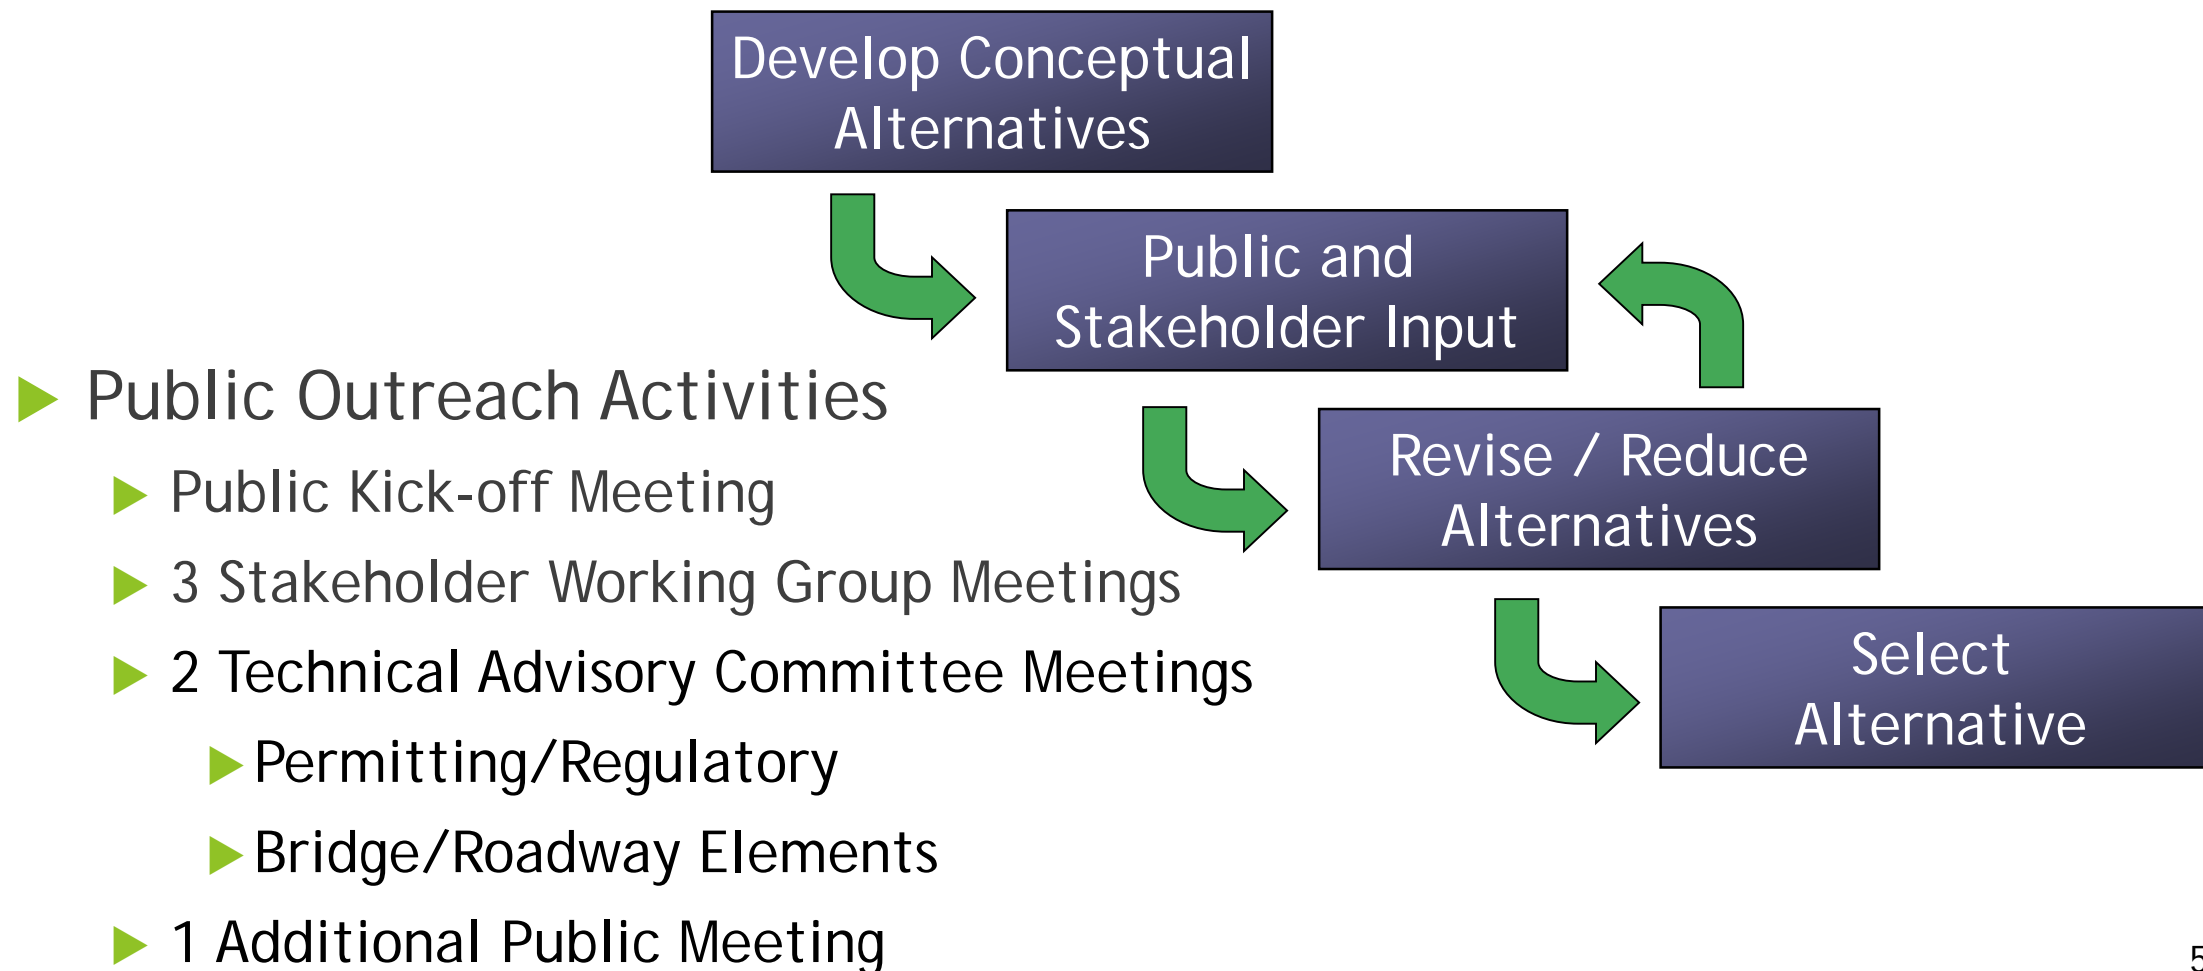 Develop Conceptual
Alternatives
Public and
Stakeholder Input
Revise / Reduce
Alternatives
Select
Alternative
Public Outreach Activities
Public Kick-off Meeting
3 Stakeholder Working Group Meetings
2 Technical Advisory Committee Meetings
Permitting/Regulatory
Bridge/Roadway Elements
1 Additional Public Meeting
5